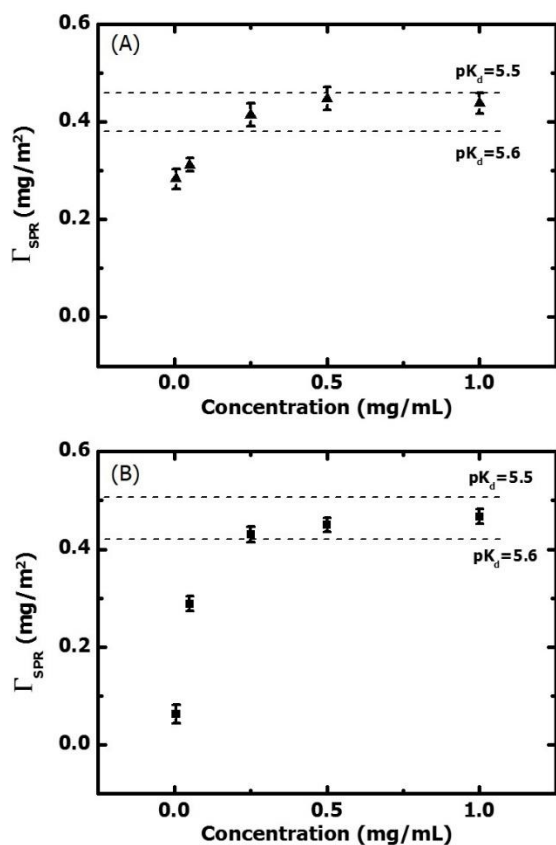 (A)
0.6
pKd=5.5
0.4
pKd=5.6
0.2
0.0
ΓSPR (mg/m²)
0.0 0.5 1.0
Concentration (mg/mL)
0.6
(B)
pKd=5.5
0.4
pKd=5.6
0.2
0.0
ΓSPR (mg/m²)
0.0 0.5 1.0
Concentration (mg/mL)